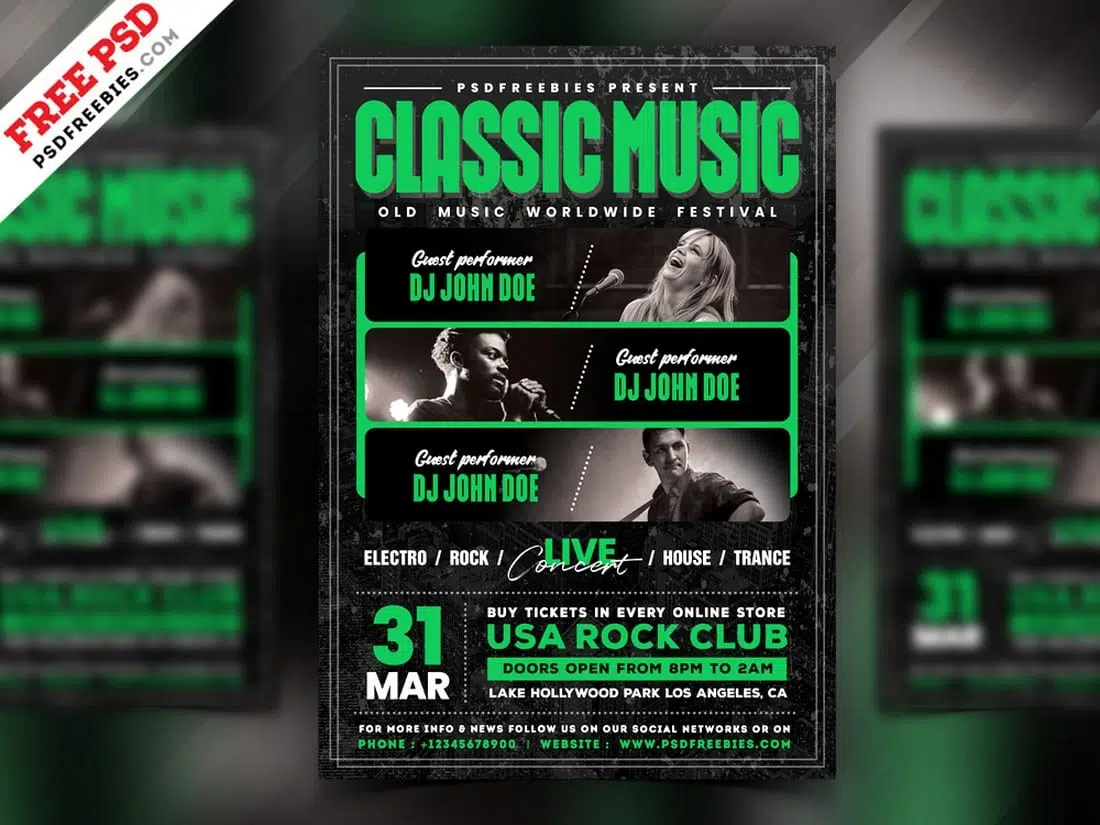 FREE PSD
PSDFREEBIES.COM
PSDFREEBIES PRESENT
CLASSIC MUSIC
OLD MUSIC WORLDWIDE FESTIVAL
Guest performer
DJ JOHN DOE
Guest performer
DJ JOHN DOE
Guest performer
DJ JOHN DOE
ELECTRO / ROCK / LIVE Concert / HOUSE / TRANCE
31
MAR
BUY TICKETS IN EVERY ONLINE STORE
USA ROCK CLUB
DOORS OPEN FROM 8PM TO 2AM
LAKE HOLLYWOOD PARK LOS ANGELES, CA
FOR MORE INFO & NEWS FOLLOW US ON OUR SOCIAL NETWORKS OR ON
PHONE : +12345678900 | WEBSITE : WWW.PSDFREEBIES.COM